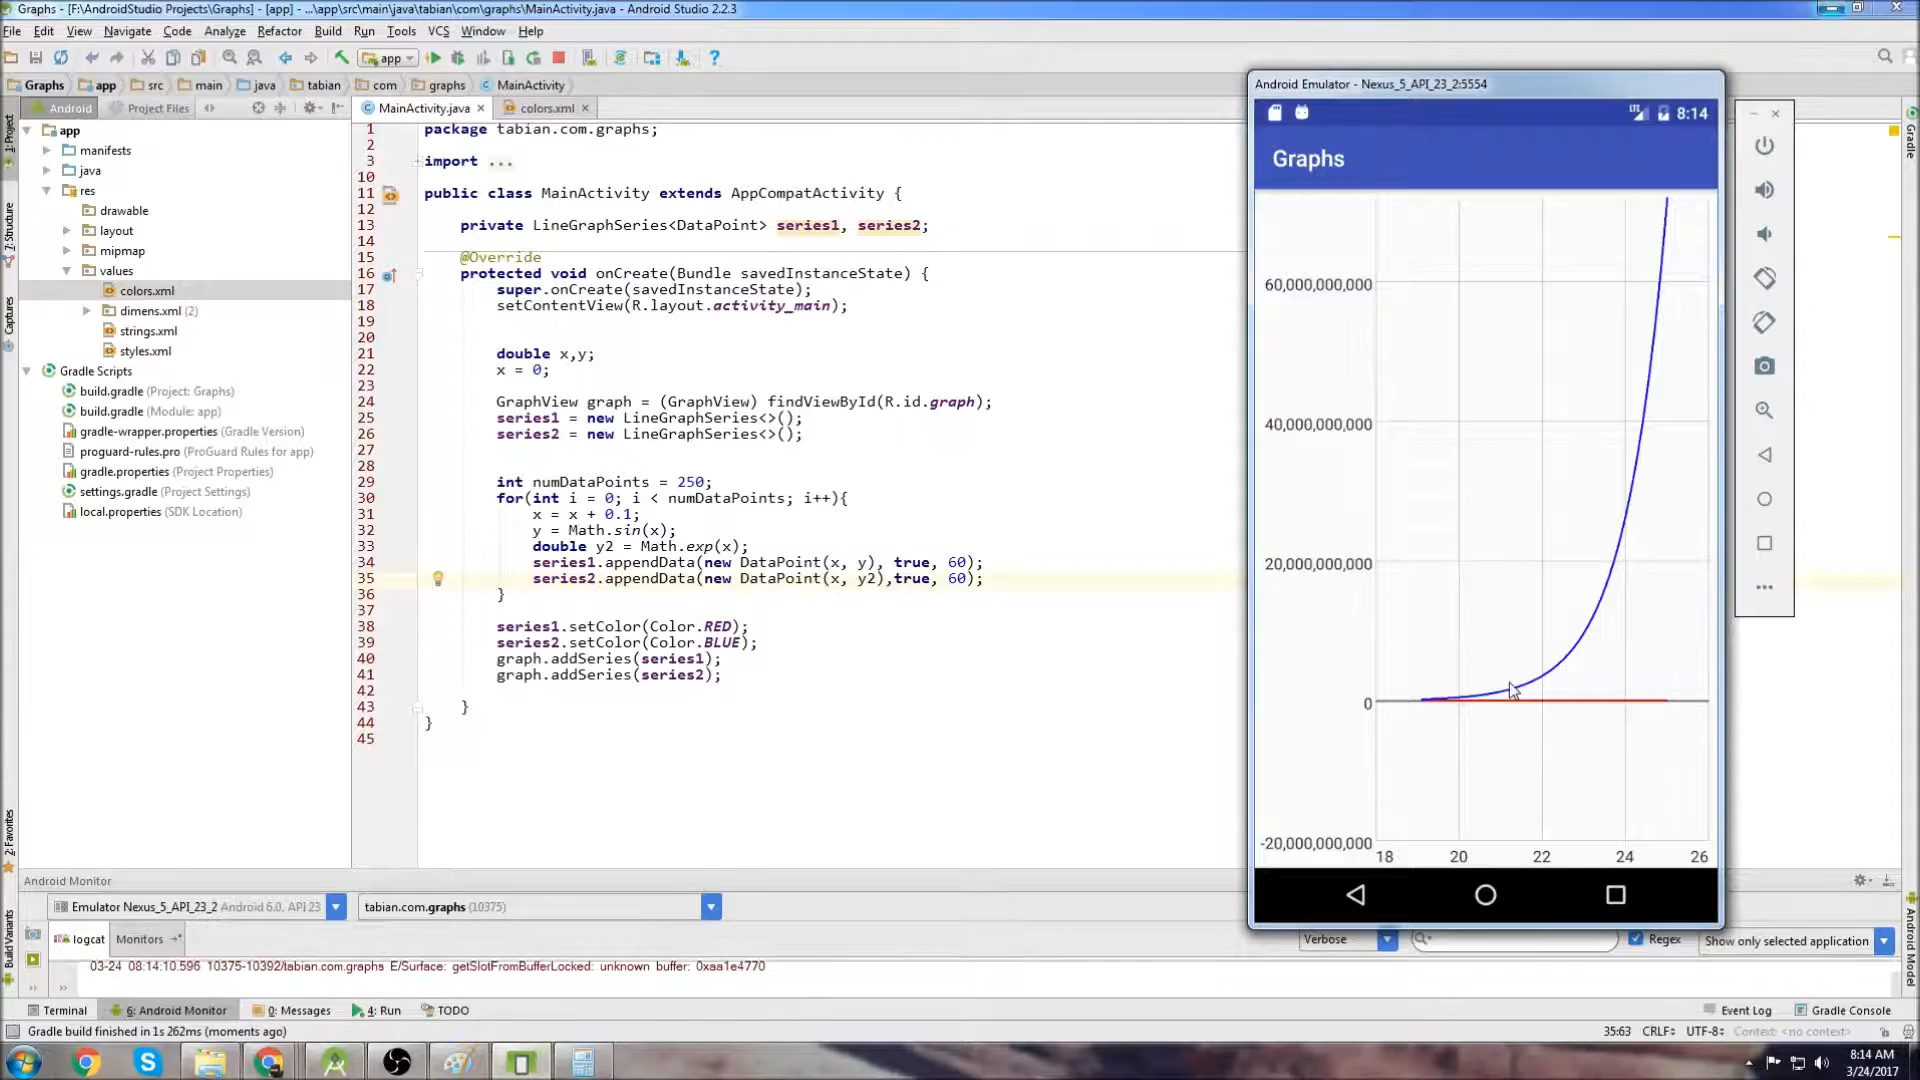 Graphs - [F:\AndroidStudio Projects\Graphs] - [app] - ...\app\src\main\java\tabian\com\graphs\MainActivity.java - Android Studio 2.2.3
File Edit View Navigate Code Analyze Refactor Build Run Tools VCS Window Help
app
Graphs app src main java tabian com graphs MainActivity
Android Project Files
MainActivity.java colors.xml
1: Project
7: Structure
Captures
2: Favorites
Build Variants
app
manifests
java
res
drawable
layout
mipmap
values
colors.xml
dimens.xml (2)
strings.xml
styles.xml
Gradle Scripts
build.gradle (Project: Graphs)
build.gradle (Module: app)
gradle-wrapper.properties (Gradle Version)
proguard-rules.pro (ProGuard Rules for app)
gradle.properties (Project Properties)
settings.gradle (Project Settings)
local.properties (SDK Location)
1 package tabian.com.graphs;
2
3 import ...
10
11 public class MainActivity extends AppCompatActivity {
12
13 private LineGraphSeries<DataPoint> series1, series2;
14
15 @Override
16 protected void onCreate(Bundle savedInstanceState) {
17 super.onCreate(savedInstanceState);
18 setContentView(R.layout.activity_main);
19
20
21 double x,y;
22 x = 0;
23
24 GraphView graph = (GraphView) findViewById(R.id.graph);
25 series1 = new LineGraphSeries<>();
26 series2 = new LineGraphSeries<>();
27
28
29 int numDataPoints = 250;
30 for(int i = 0; i < numDataPoints; i++){
31 x = x + 0.1;
32 y = Math.sin(x);
33 double y2 = Math.exp(x);
34 series1.appendData(new DataPoint(x, y), true, 60);
35 series2.appendData(new DataPoint(x, y2),true, 60);
36 }
37
38 series1.setColor(Color.RED);
39 series2.setColor(Color.BLUE);
40 graph.addSeries(series1);
41 graph.addSeries(series2);
42
43 }
44 }
45
Android Emulator - Nexus_5_API_23_2:5554
LTE 8:14
Graphs
60,000,000,000
40,000,000,000
20,000,000,000
0
-20,000,000,000
18 20 22 24 26
Gradle
Android Model
Android Monitor
Emulator Nexus_5_API_23_2 Android 6.0, API 23
tabian.com.graphs (10375)
logcat Monitors
Verbose Regex Show only selected application
03-24 08:14:10.596 10375-10392/tabian.com.graphs E/Surface: getSlotFromBufferLocked: unknown buffer: 0xaa1e4770
Terminal 6: Android Monitor 0: Messages 4: Run TODO Event Log Gradle Console
Gradle build finished in 1s 262ms (moments ago) 35:63 CRLF UTF-8 Context: <no context>
8:14 AM
3/24/2017